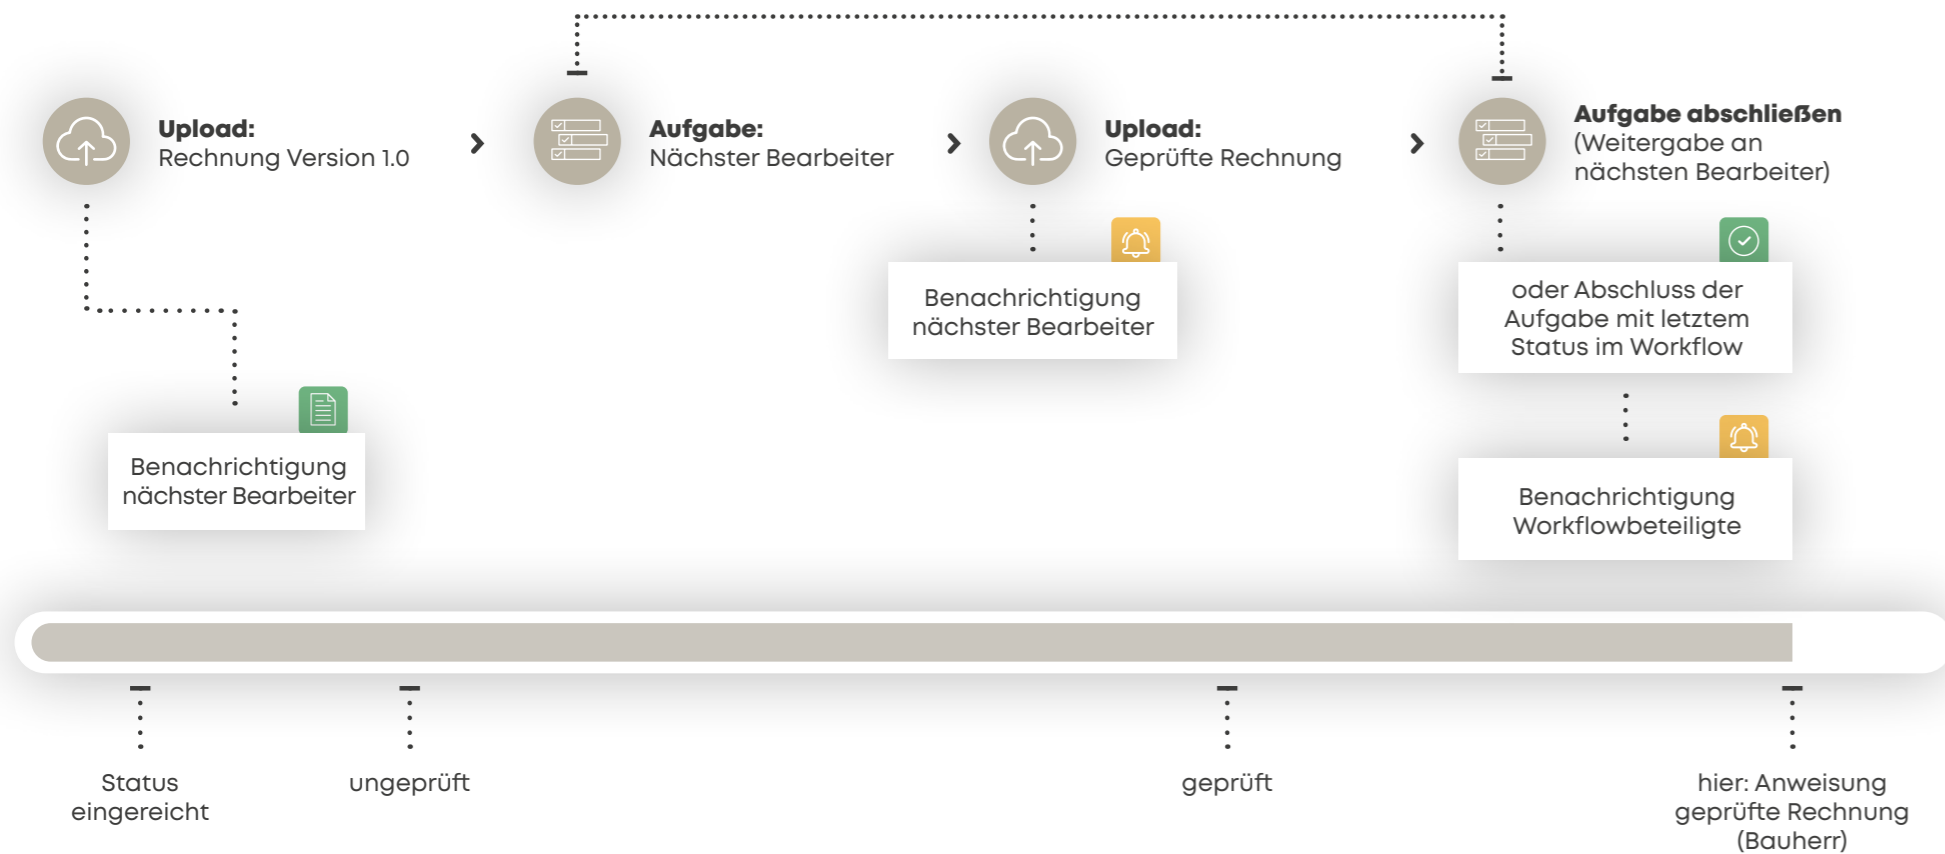 Upload:
Rechnung Version 1.0
Aufgabe:
Nächster Bearbeiter
Upload:
Geprüfte Rechnung
Aufgabe abschließen
(Weitergabe an
nächsten Bearbeiter)
Benachrichtigung
nächster Bearbeiter
oder Abschluss der
Aufgabe mit letztem
Status im Workflow
Benachrichtigung
nächster Bearbeiter
Benachrichtigung
Workflowbeteiligte
Status
eingereicht
ungeprüft
geprüft
hier: Anweisung
geprüfte Rechnung
(Bauherr)